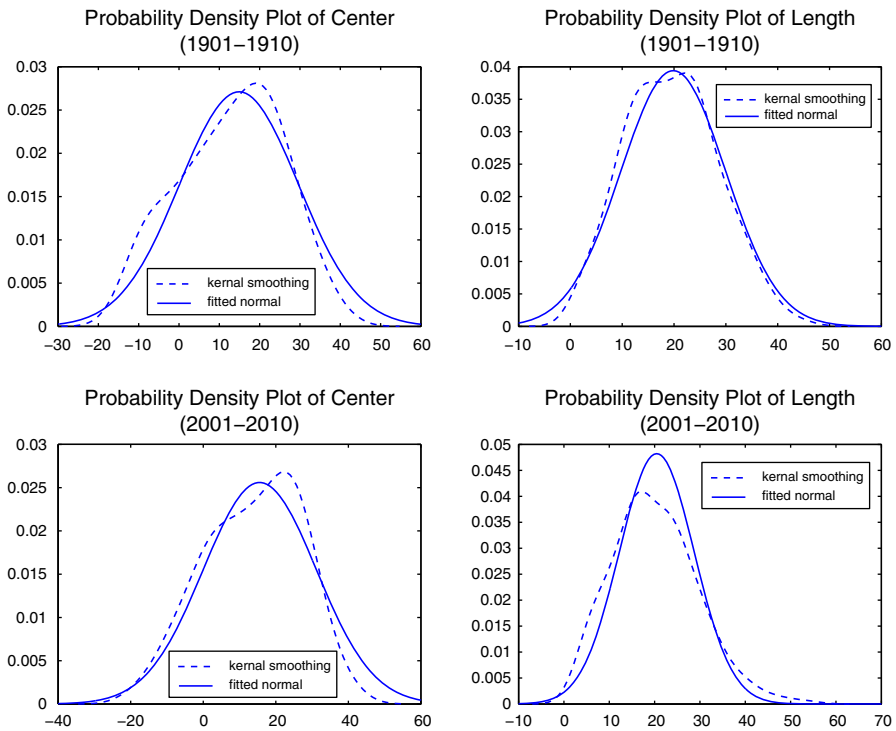 Probability Density Plot of Center
(1901−1910)
0.03
0.025
0.02
0.015
0.01
0.005
0
−30 −20 −10 0 10 20 30 40 50 60
kernal smoothing
fitted normal
Probability Density Plot of Length
(1901−1910)
0.04
0.035
0.03
0.025
0.02
0.015
0.01
0.005
0
−10 0 10 20 30 40 50 60
kernal smoothing
fitted normal
Probability Density Plot of Center
(2001−2010)
0.03
0.025
0.02
0.015
0.01
0.005
0
−40 −20 0 20 40 60
kernal smoothing
fitted normal
Probability Density Plot of Length
(2001−2010)
0.05
0.045
0.04
0.035
0.03
0.025
0.02
0.015
0.01
0.005
0
−10 0 10 20 30 40 50 60 70
kernal smoothing
fitted normal